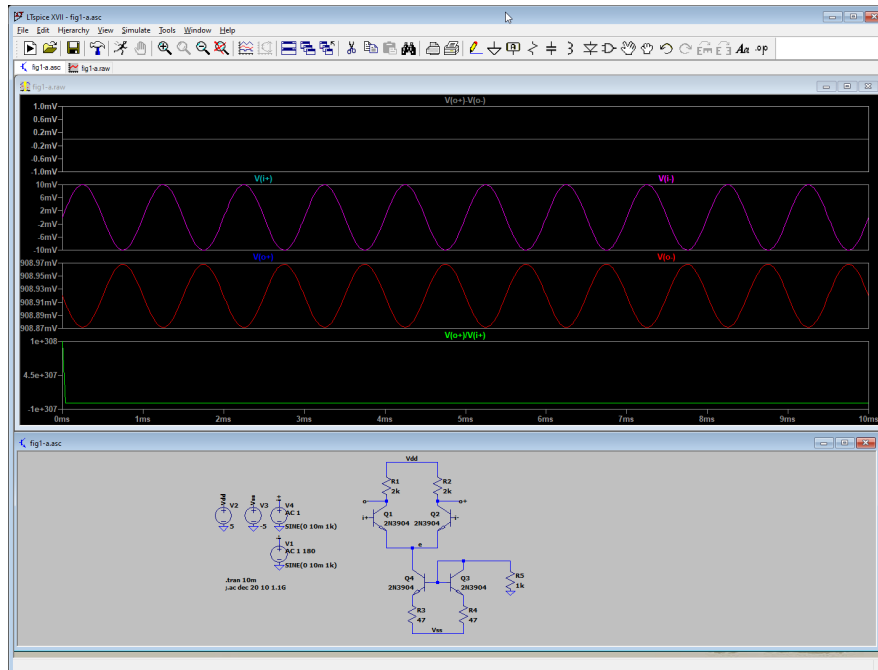 LTspice XVII - fig1-a.asc
File Edit Hierarchy View Simulate Tools Window Help
fig1-a.asc fig1-a.raw
fig1-a.raw
V(o+)-V(o-)
1.0mV
0.6mV
0.2mV
-0.2mV
-0.6mV
-1.0mV
V(i+) V(i-)
10mV
6mV
2mV
-2mV
-6mV
-10mV
V(o+) V(o-)
908.97mV
908.95mV
908.93mV
908.91mV
908.89mV
908.87mV
V(o+)/V(i+)
1e+308
4.5e+307
-1e+307
0ms 1ms 2ms 3ms 4ms 5ms 6ms 7ms 8ms 9ms 10ms
fig1-a.asc
Vdd
R1 R2
2k 2k
o- o+
Vdd Vss i+
V2 V3 V4
AC 1
5 -5 SINE(0 10m 1k)
i+ Q1 Q2 i-
2N3904 2N3904
i-
V1
AC 1 180
SINE(0 10m 1k)
e
.tran 10m
;.ac dec 20 10 1.1G
Q4 Q3 R5
2N3904 2N3904 1k
R3 R4
47 47
Vss